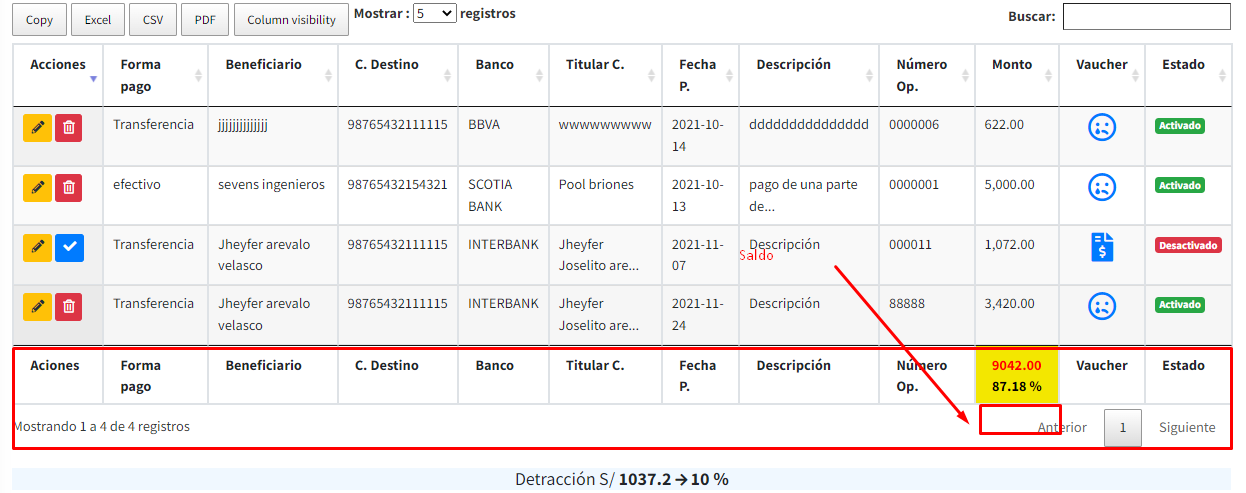 Copy Excel CSV PDF Column visibility Mostrar : 5 registros Buscar:
Acciones Forma pago Beneficiario C. Destino Banco Titular C. Fecha P. Descripción Número Op. Monto Vaucher Estado
Transferencia jjjjjjjjjjjjjj 98765432111115 BBVA wwwwwwwwww 2021-10-14 ddddddddddddddd 0000006 622.00 Activado
efectivo sevens ingenieros 98765432154321 SCOTIA BANK Pool briones 2021-10-13 pago de una parte de... 0000001 5,000.00 Activado
Transferencia Jheyfer arevalo velasco 98765432111115 INTERBANK Jheyfer Joselito are... 2021-11-07 Descripción 000011 1,072.00 Desactivado
Saldo
Transferencia Jheyfer arevalo velasco 98765432111115 INTERBANK Jheyfer Joselito are... 2021-11-24 Descripción 88888 3,420.00 Activado
Aciones Forma pago Beneficiario C. Destino Banco Titular C. Fecha P. Descripción Número Op. 9042.00 87.18 % Vaucher Estado
Mostrando 1 a 4 de 4 registros Anterior 1 Siguiente
Detracción S/ 1037.2 → 10 %